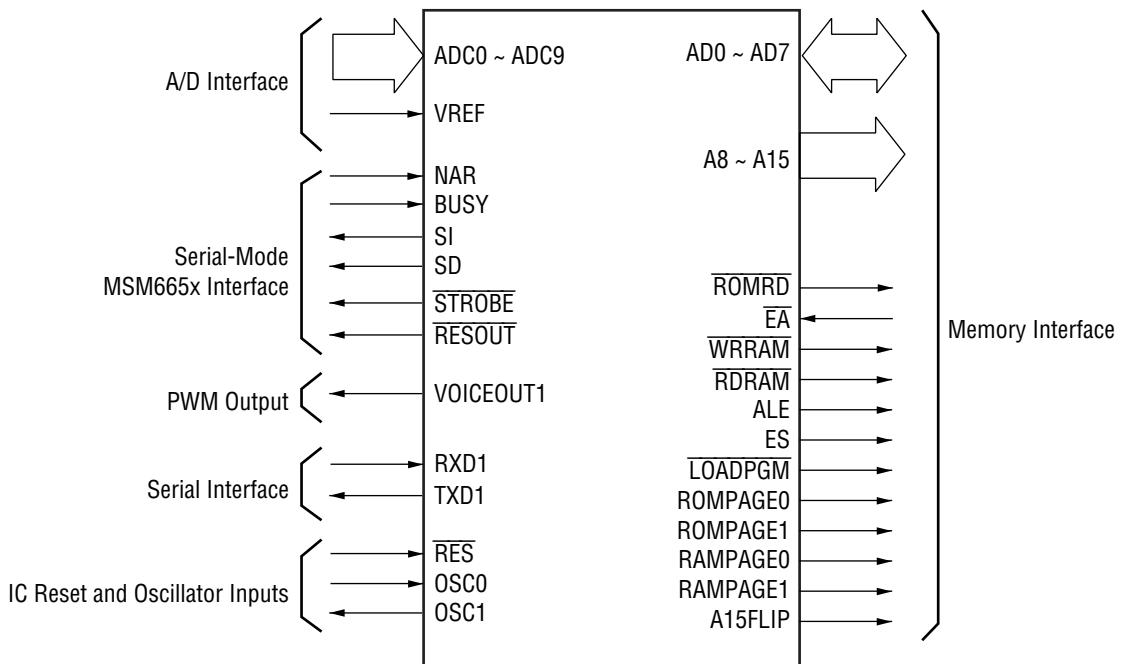 A/D Interface
ADC0 ~ ADC9
VREF
Serial-Mode
MSM665x Interface
NAR
BUSY
SI
SD
STROBE
RESOUT
PWM Output
VOICEOUT1
Serial Interface
RXD1
TXD1
IC Reset and Oscillator Inputs
RES
OSC0
OSC1
AD0 ~ AD7
A8 ~ A15
ROMRD
EA
WRRAM
RDRAM
ALE
ES
LOADPGM
ROMPAGE0
ROMPAGE1
RAMPAGE0
RAMPAGE1
A15FLIP
Memory Interface